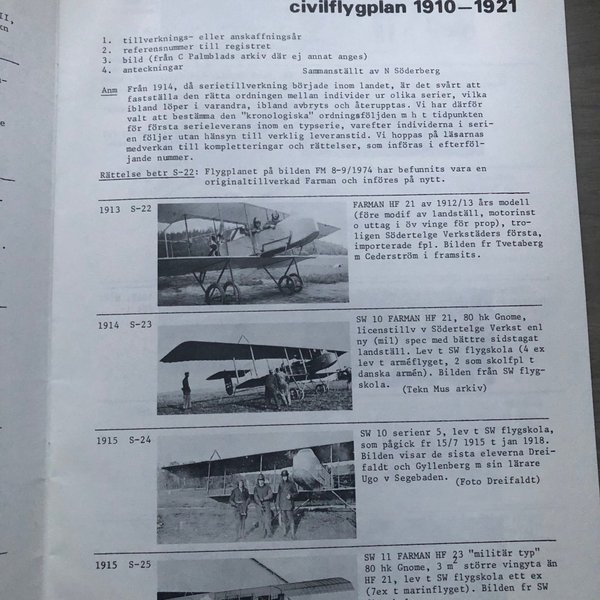 II,
kn
e
civilflygplan 1910—1921
1. tillverknings- eller anskaffningsår
2. referensnummer till registret
3. bild (från C Palmblads arkiv där ej annat anges)
4. anteckningar
Sammanställt av N Söderberg
Anm Från 1914, då serietillverkning började inom landet, är det svårt att
fastställa den rätta ordningen mellan individer ur olika serier, vilka
ibland löper i varandra, ibland avbryts och återupptas. Vi har därför
valt att bestämma den "kronologiska" ordningsföljden m h t tidpunkten
för första serieleverans inom en typserie, varefter individerna i seri-
en följer utan hänsyn till verklig leveranstid. Vi hoppas på läsarnas
medverkan till kompletteringar och rättelser, som införas i efterföl-
jande nummer.
Rättelse betr S-22: Flygplanet på bilden FM 8-9/1974 har befunnits vara en
originaltillverkad Farman och införes på nytt.
1913 S-22
FARMAN HF 21 av 1912/13 års modell
(före modif av landställ, motorinst
o uttag i öv vinge för prop), tro-
ligen Södertelge Verkstäders första,
importerade fpl. Bilden fr Tvetaberg
m Cederström i framsits.
1914 S-23
SW 10 FARMAN HF 21, 80 hk Gnome,
licenstillv v Södertelge Verkst enl
ny (mil) spec med bättre sidstagat
landställ. Lev t SW flygskola (4 ex
lev t arméflyget, 2 som skolfpl t
danska armén). Bilden från SW flyg-
skola. (Tekn Mus arkiv)
1915 S-24
SW 10 serienr 5, lev t SW flygskola,
som pågick fr 15/7 1915 t jan 1918.
Bilden visar de sista eleverna Drei-
faldt och Gyllenberg m sin lärare
Ugo v Segebaden. (Foto Dreifaldt)
1915 S-25
SW 11 FARMAN HF 23 "militär typ"
80 hk Gnome, 3 m² större vingyta än
HF 21, lev t SW flygskola ett ex
(7ex t marinflyget). Bilden fr SW